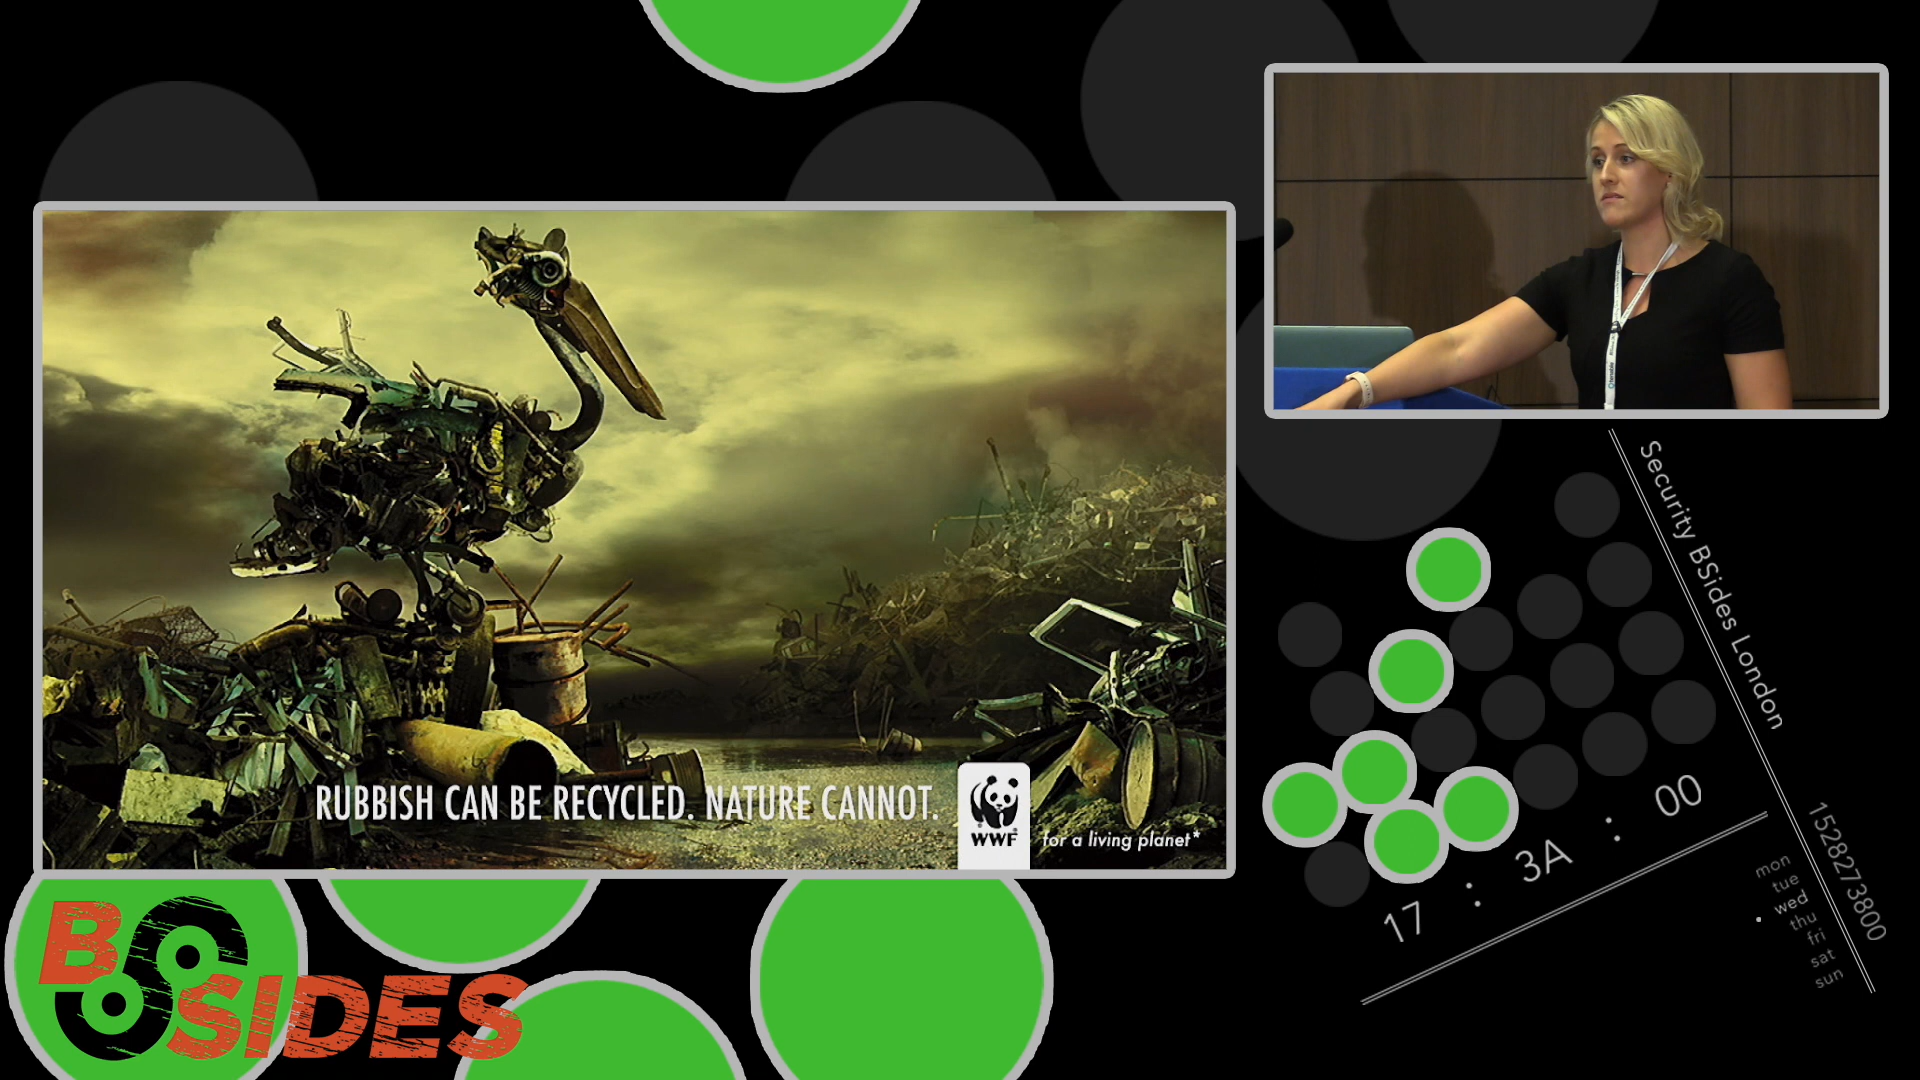 RUBBISH CAN BE RECYCLED. NATURE CANNOT.
WWF
for a living planet*
Security BSides London
17 : 3A : 00
1528273800
mon
tue
wed
thu
fri
sat
sun
BSIDES